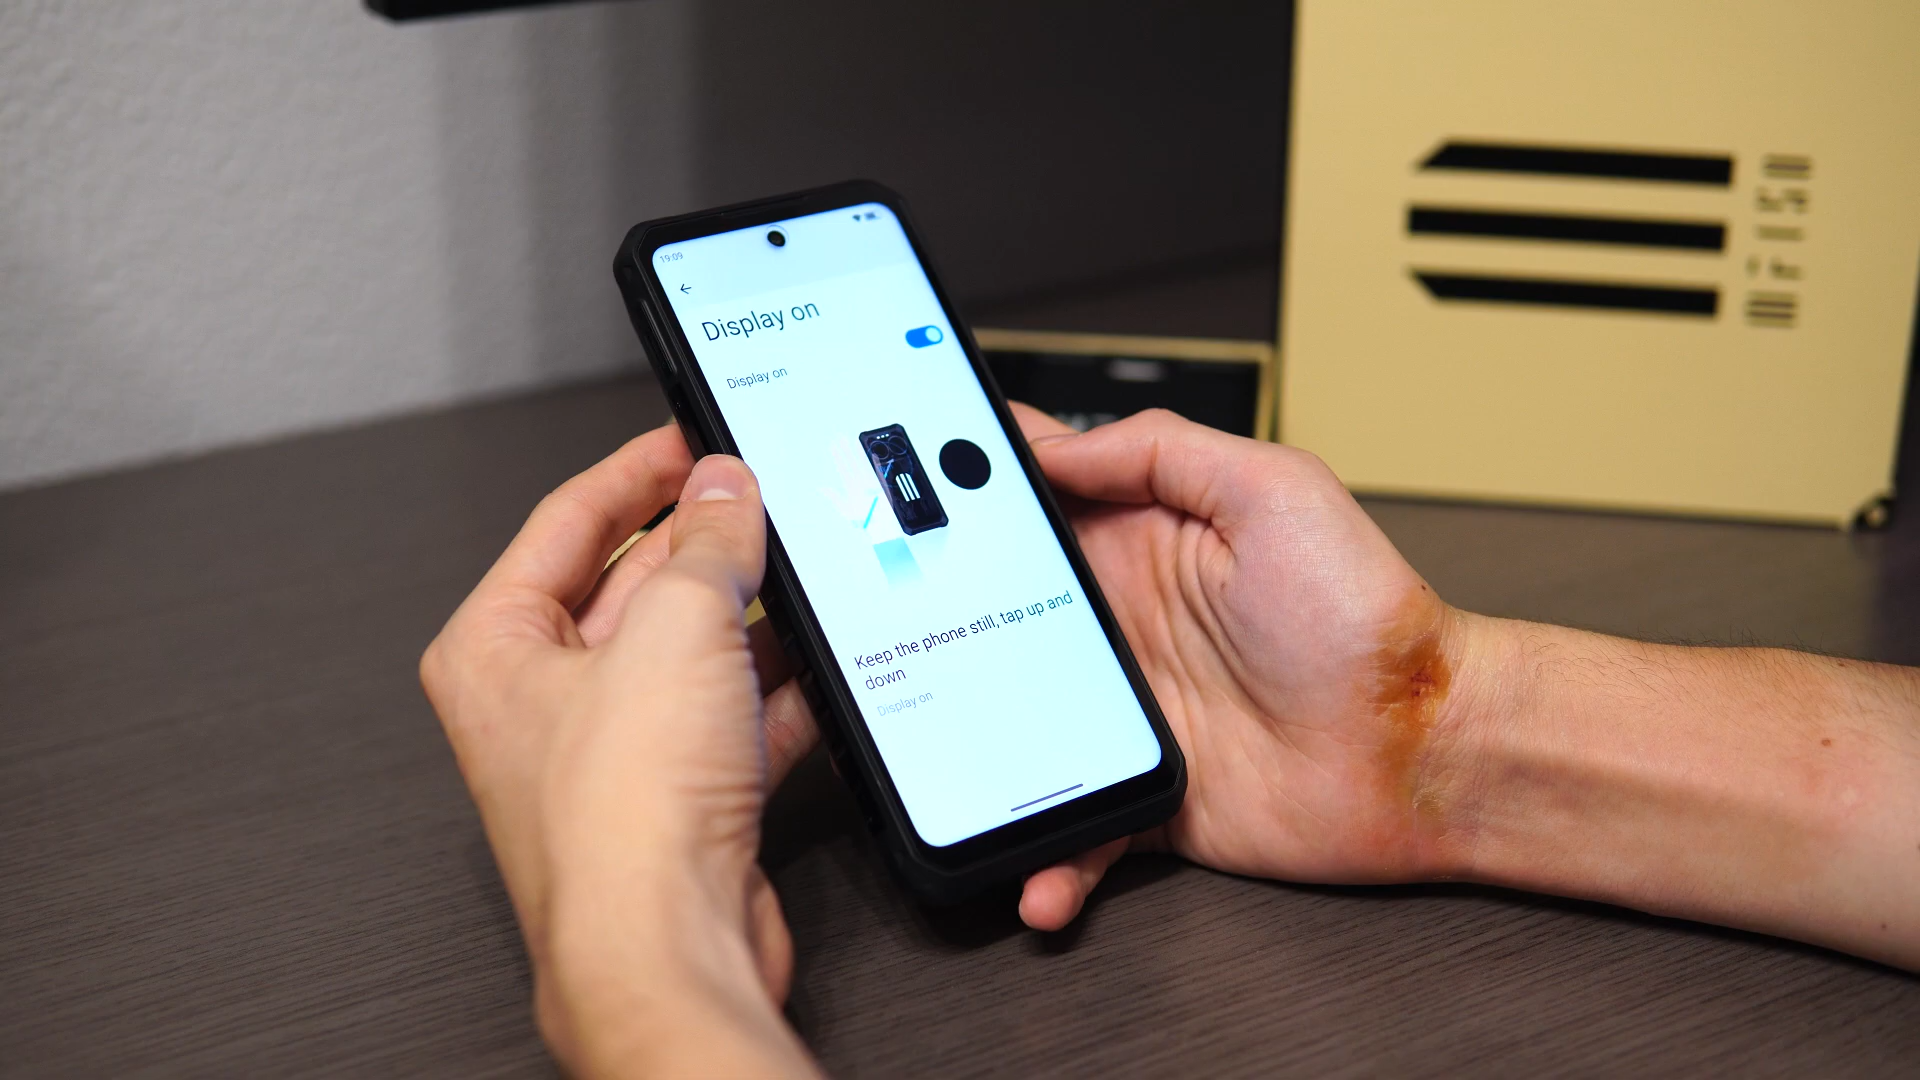 19:09
Display on
Display on
Keep the phone still, tap up and
down
Display on